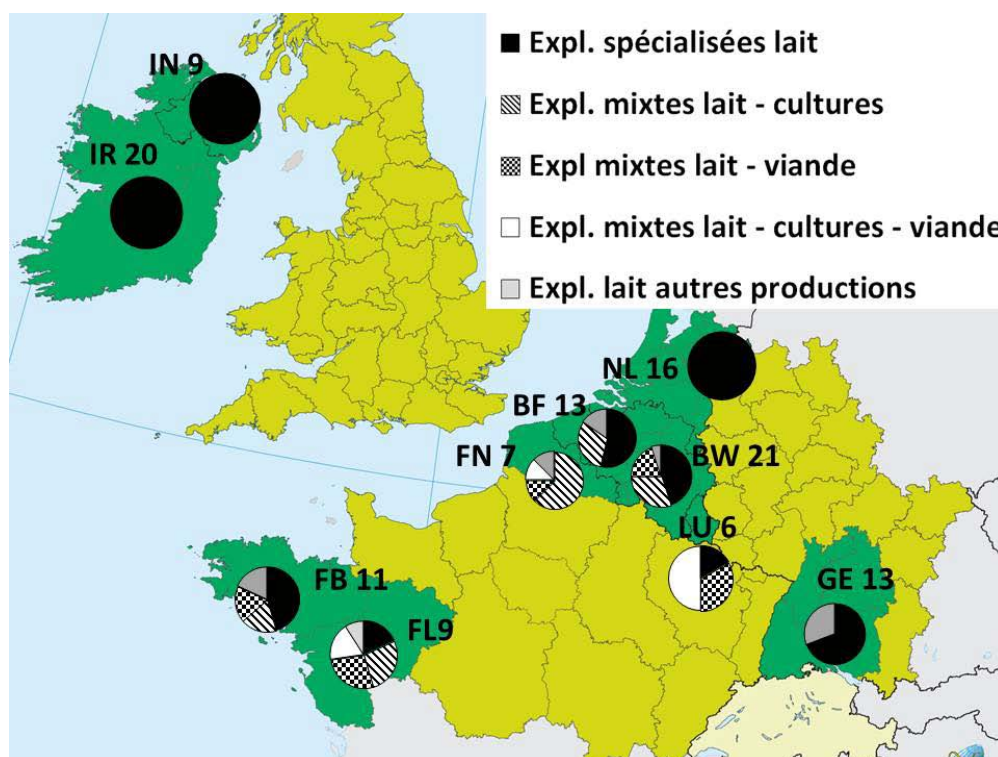 Expl. spécialisées lait
Expl. mixtes lait - cultures
Expl mixtes lait - viande
Expl. mixtes lait - cultures - viande
Expl. lait autres productions
IN 9
IR 20
NL 16
BF 13
FN 7
BW 21
LU 6
GE 13
FB 11
FL9